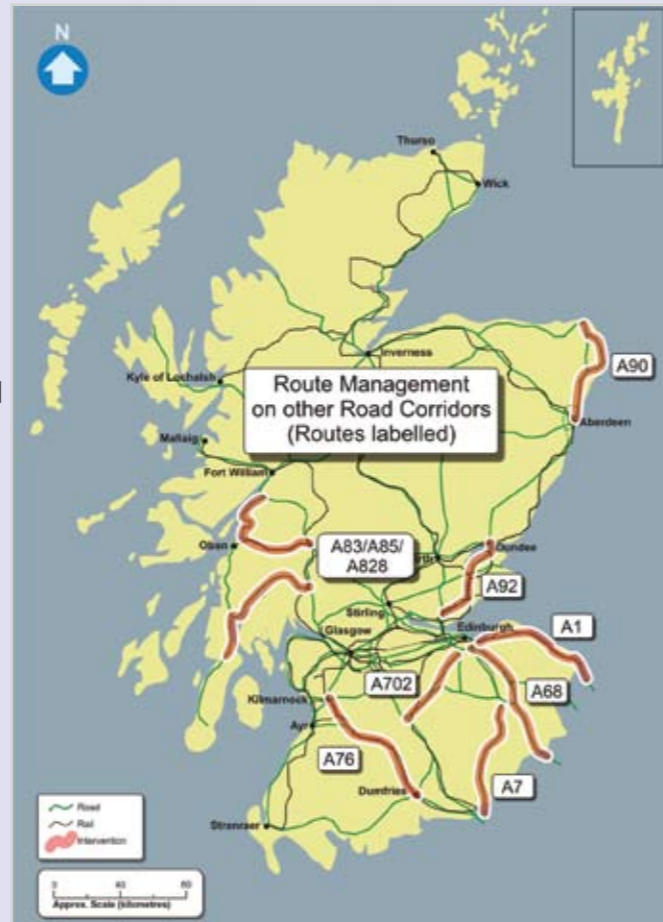 N
Thurso
Wick
Inverness
A90
Kyle of Lochalsh
Route Management
on other Road Corridors
(Routes labelled)
Aberdeen
Mallaig
Fort William
Oban
A83/A85/
A828
Dundee
A92
Stirling
Glasgow
Edinburgh
A1
A702
A68
Kilmarnock
Ayr
A76
A7
Dumfries
Stranraer
Road
Rail
Intervention
0 40 80
Approx. Scale (kilometres)